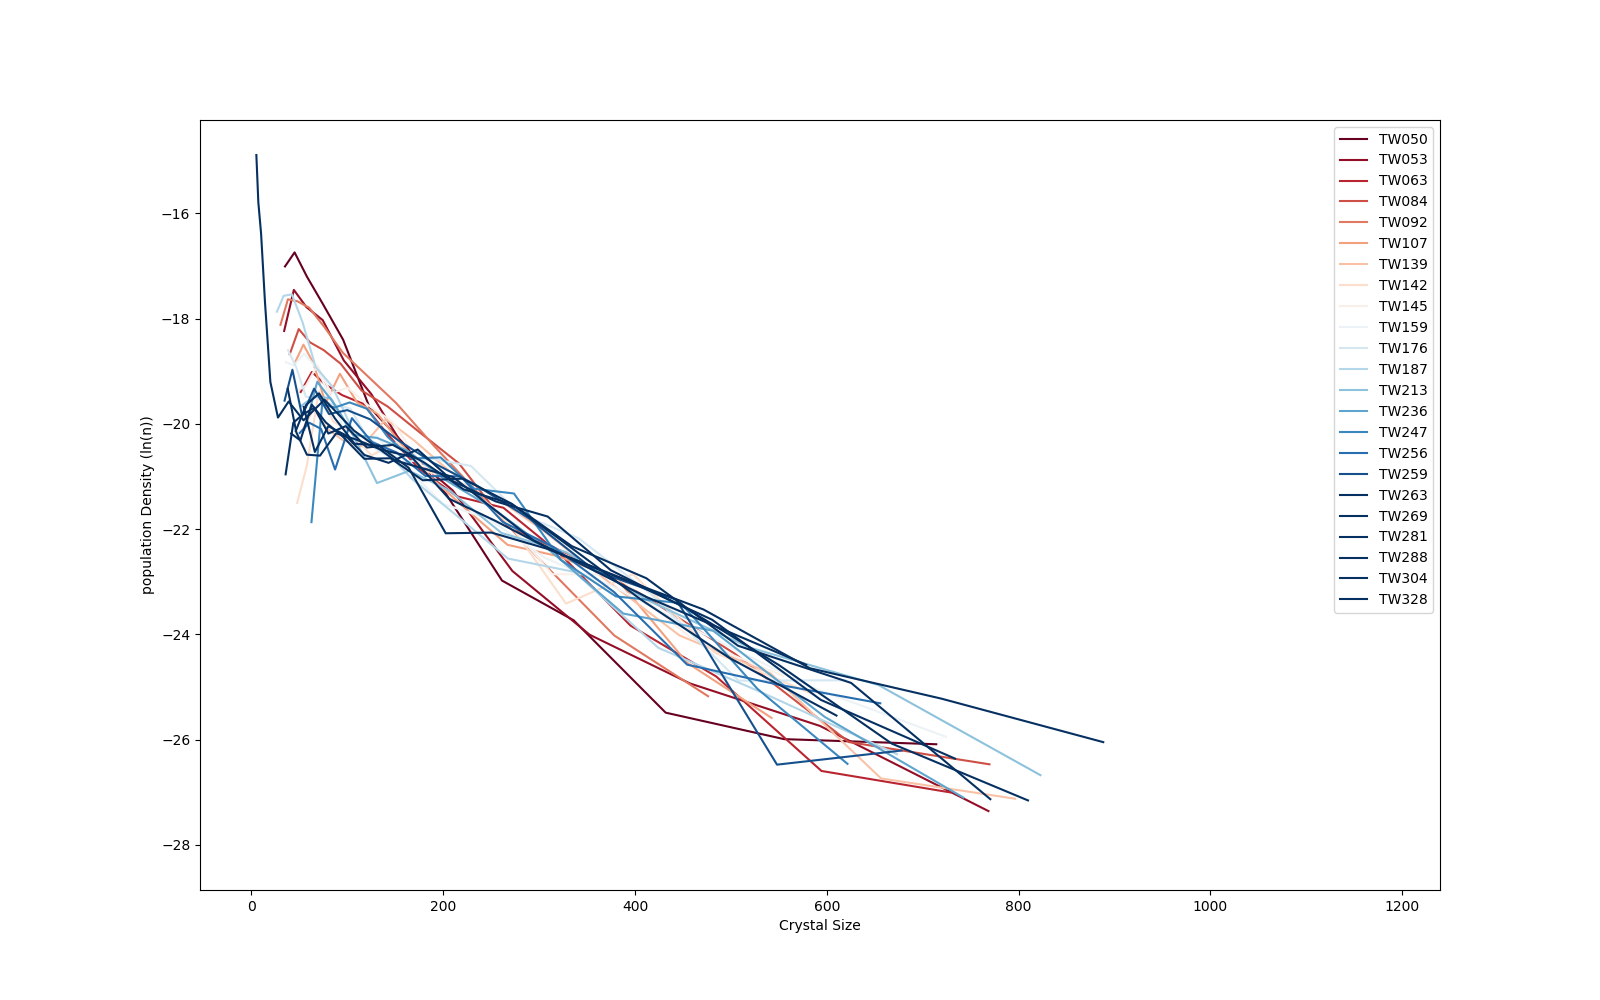 TW050
TW053
TW063
TW084
TW092
TW107
TW139
TW142
TW145
TW159
TW176
TW187
TW213
TW236
TW247
TW256
TW259
TW263
TW269
TW281
TW288
TW304
TW328
−16
−18
−20
−22
−24
−26
−28
population Density (ln(n))
0 200 400 600 800 1000 1200
Crystal Size